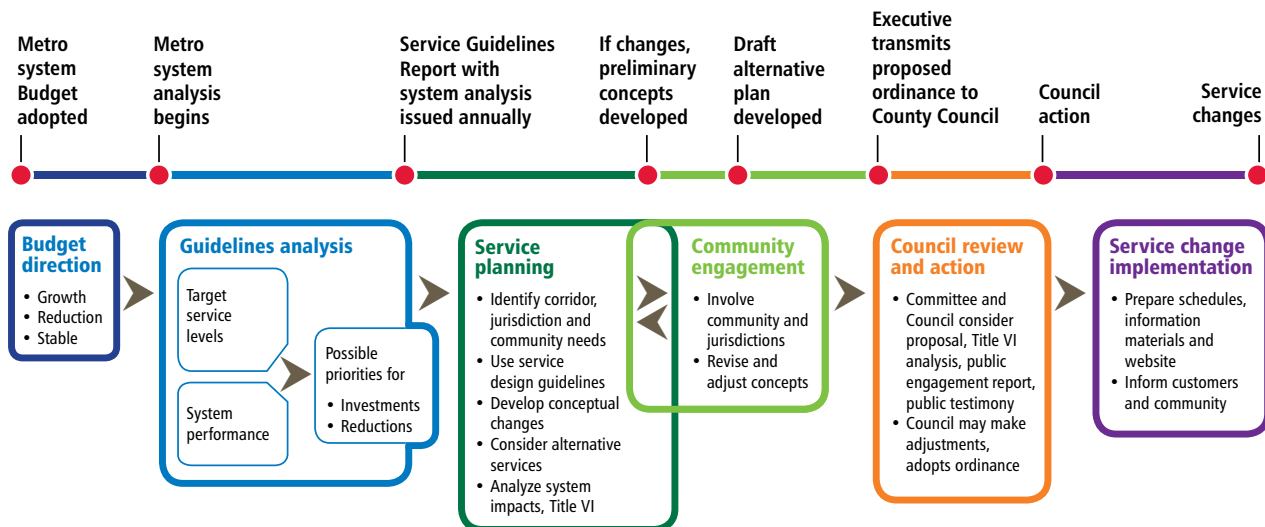 Metro
system
Budget
adopted
Metro
system
analysis
begins
Service Guidelines
Report with
system analysis
issued annually
If changes,
preliminary
concepts
developed
Draft
alternative
plan
developed
Executive
transmits
proposed
ordinance to
County Council
Council
action
Service
changes
Budget
direction
• Growth
• Reduction
• Stable
Guidelines analysis
Target
service
levels
System
performance
Possible
priorities for
• Investments
• Reductions
Service
planning
• Identify corridor,
jurisdiction and
community needs
• Use service
design guidelines
• Develop conceptual
changes
• Consider alternative
services
• Analyze system
impacts, Title VI
Community
engagement
• Involve
community and
jurisdictions
• Revise and
adjust concepts
Council review
and action
• Committee and
Council consider
proposal, Title VI
analysis, public
engagement report,
public testimony
• Council may make
adjustments,
adopts ordinance
Service change
implementation
• Prepare schedules,
information
materials and
website
• Inform customers
and community